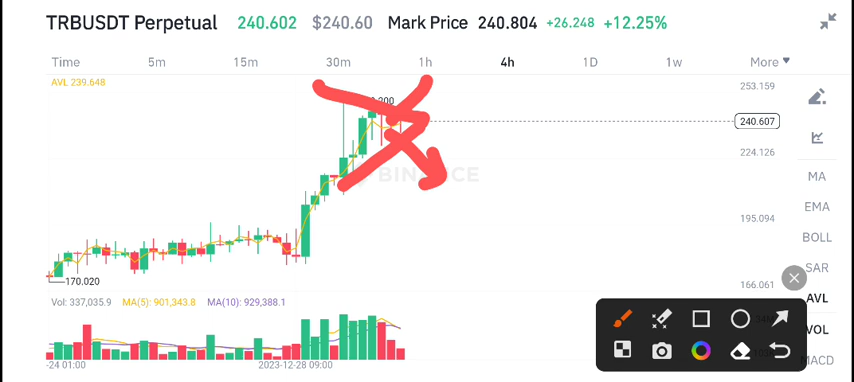 TRBUSDT Perpetual 240.602 $240.60 Mark Price 240.804 +26.248 +12.25%
Time 5m 15m 30m 1h 4h 1D 1w More
AVL 239.648
253.159
240.607
224.126
BINANCE
MA
195.094
EMA
BOLL
SAR
170.020
166.061
AVL
Vol: 337,035.9 MA(5): 901,343.8 MA(10): 929,388.1
VOL
MACD
-24 01:00 2023-12-28 09:00